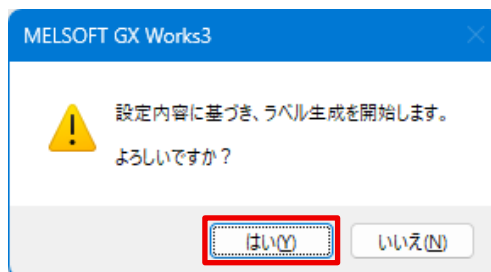 MELSOFT GX Works3
設定内容に基づき、ラベル生成を開始します。
よろしいですか？
はい(Y)
いいえ(N)